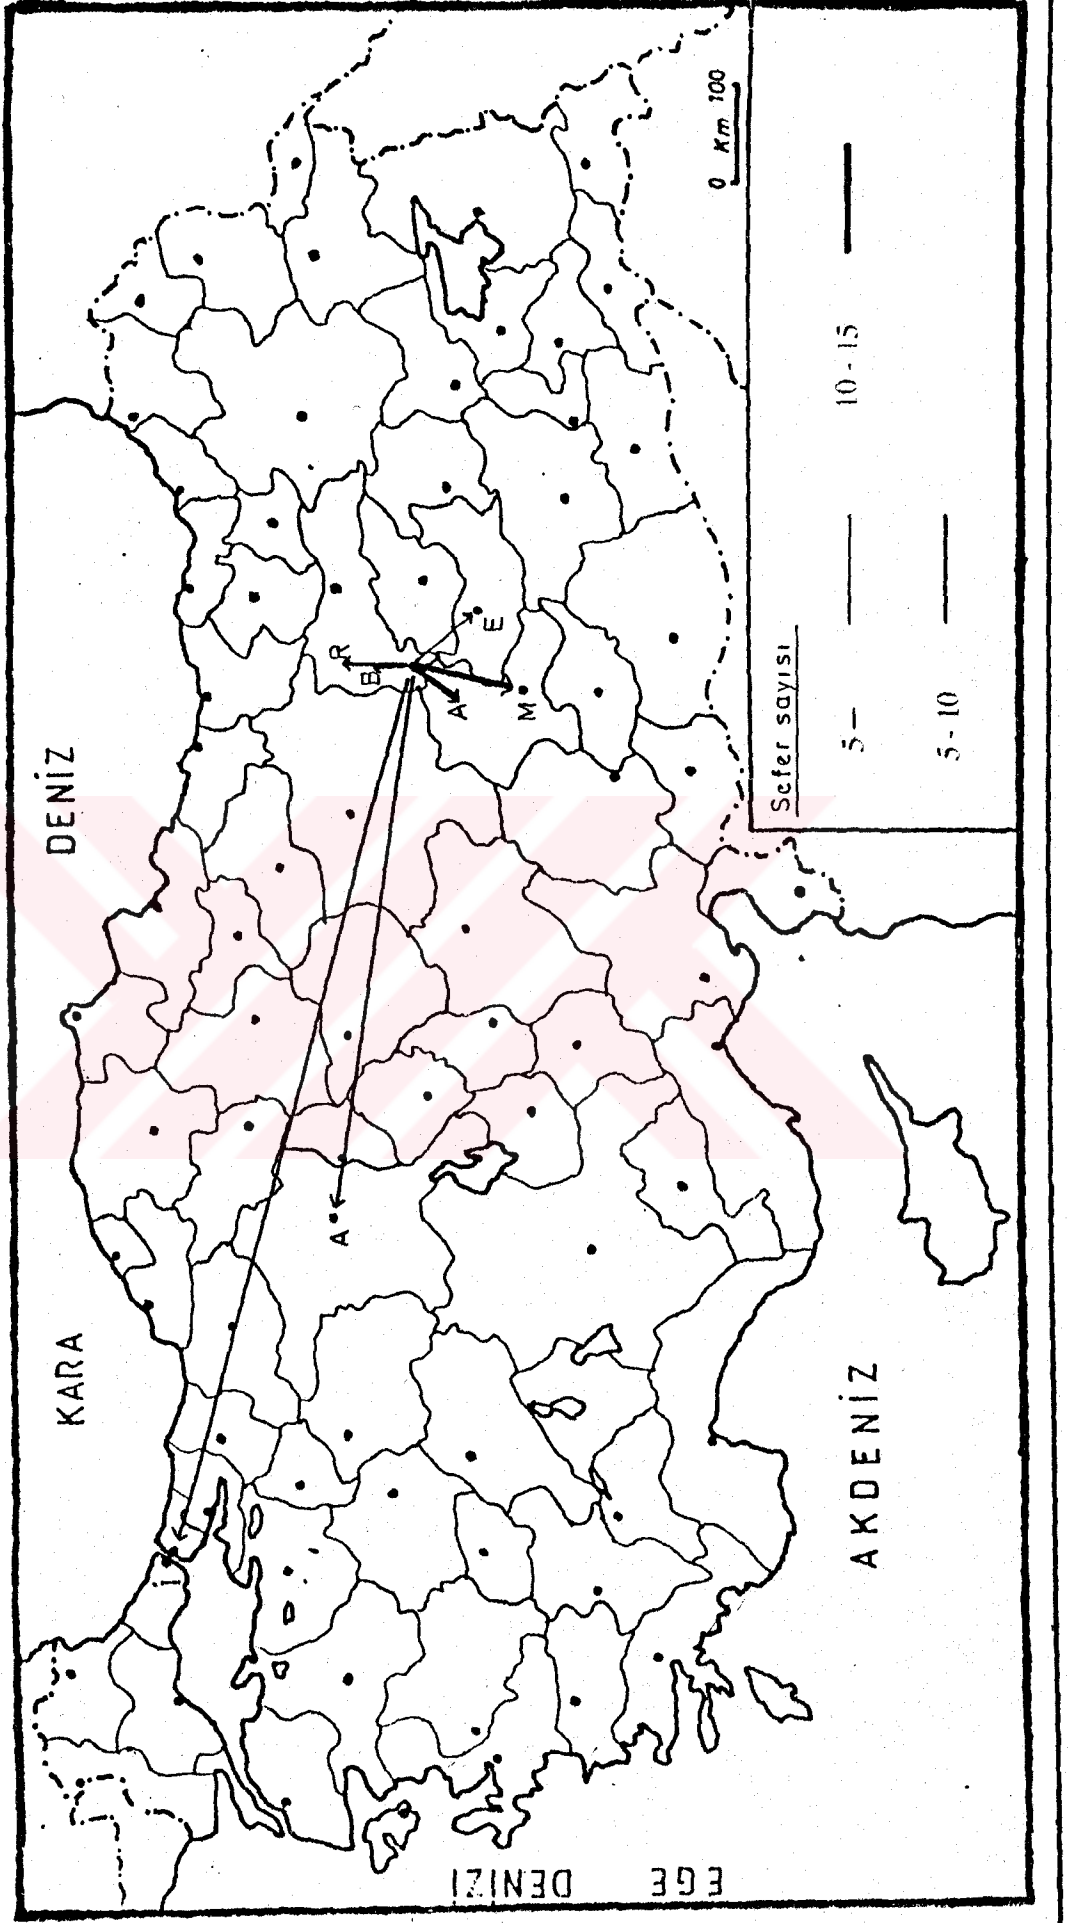 KARA DENİZ
EGE DENİZİ
AKDENİZ
İ
A
R
B
A
M
E
0 Km 100
Sefer sayısı
5 –
5 - 10
10 - 15